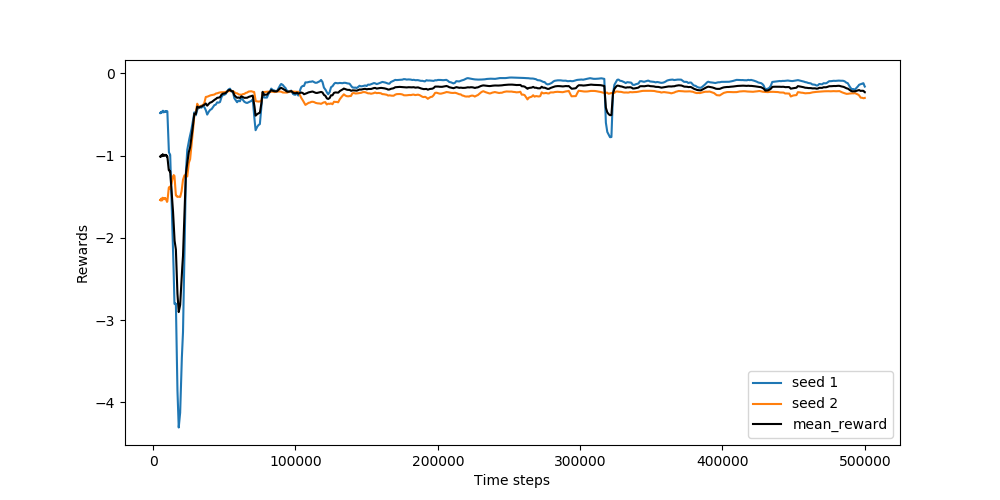 0
−1
−2
−3
−4
Rewards
0
100000
200000
300000
400000
500000
Time steps
seed 1
seed 2
mean_reward